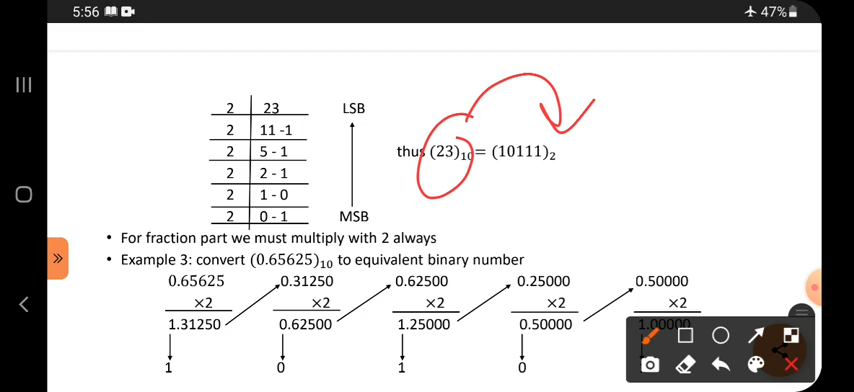 5:56
47%
2 23 LSB
2 11 -1
2 5 - 1 thus (23)₁₀ = (10111)₂
2 2 - 1
2 1 - 0
2 0 - 1 MSB
• For fraction part we must multiply with 2 always
• Example 3: convert (0.65625)₁₀ to equivalent binary number
0.65625 0.31250 0.62500 0.25000 0.50000
×2 ×2 ×2 ×2 ×2
1.31250 0.62500 1.25000 0.50000 1.00000
1 0 1 0